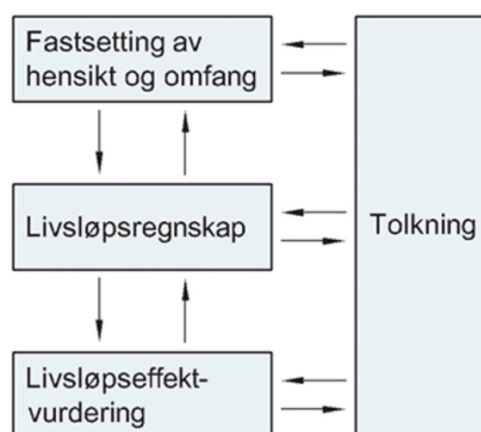 Fastsetting av
hensikt og omfang
Livsløpsregnskap
Tolkning
Livsløpseffekt-
vurdering